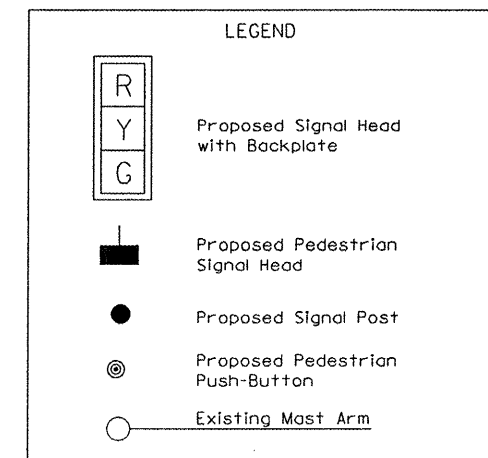 LEGEND
R
Y
G
Proposed Signal Head
with Backplate
Proposed Pedestrian
Signal Head
Proposed Signal Post
Proposed Pedestrian
Push-Button
Existing Mast Arm